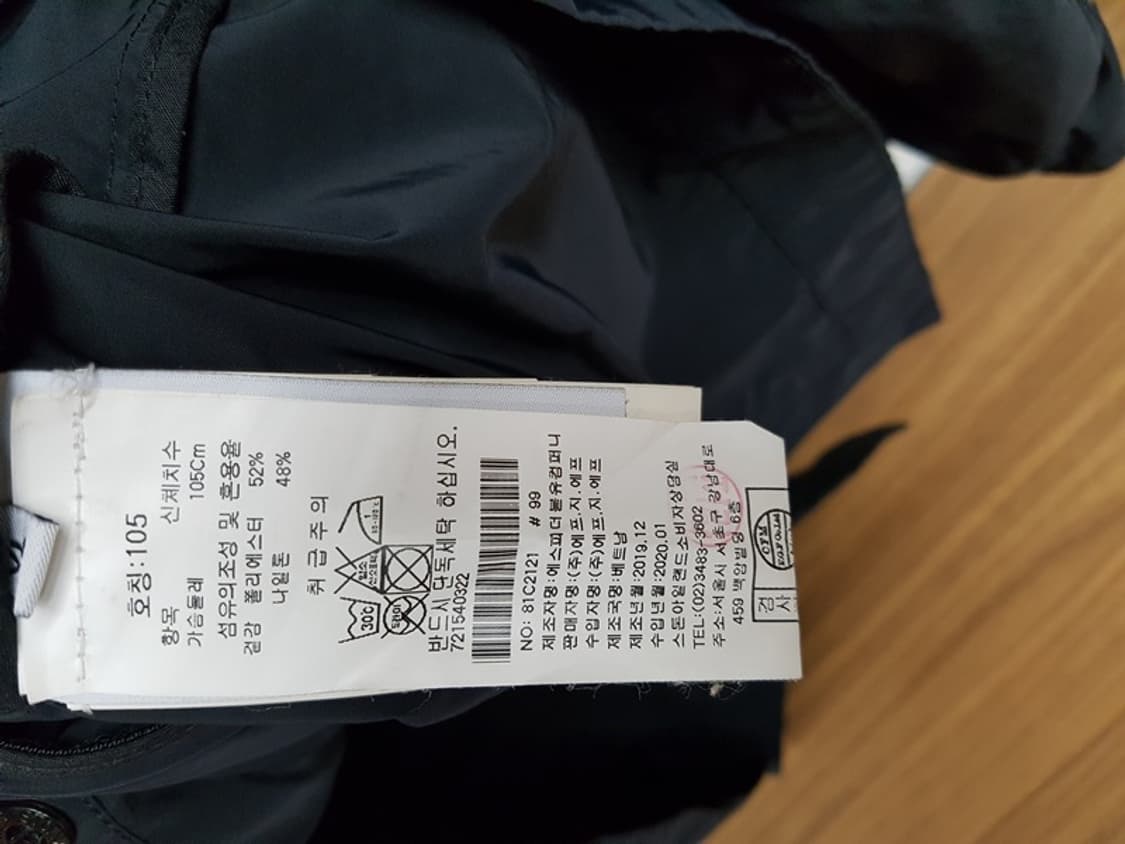 호칭:105
항목 신체치수
가슴둘레 105Cm
섬유의조성 및 혼용율
겉감 폴리에스터 52%
나일론 48%
취 급 주 의
30℃
염소
드라이
반드시 단독세탁 하십시오.
721540322
NO: 81C2121 # 99
제조자명:에스피더블유컴퍼니
판매자명:(주)에프.지.에프
수입자명:(주)에프.지.에프
제조국명:베트남
제조년월:2019.12
수입년월:2020.01
스톤아일랜드소비자상담실
TEL:(02)3483-3602
주소:서울시 서초구 강남대로
459 백암빌딩 6층
검 사